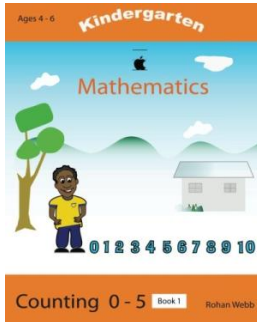 Ages 4 - 6
Kindergarten
Mathematics
0 1 2 3 4 5 6 7 8 9 10
Counting 0 - 5
Book 1
Rohan Webb